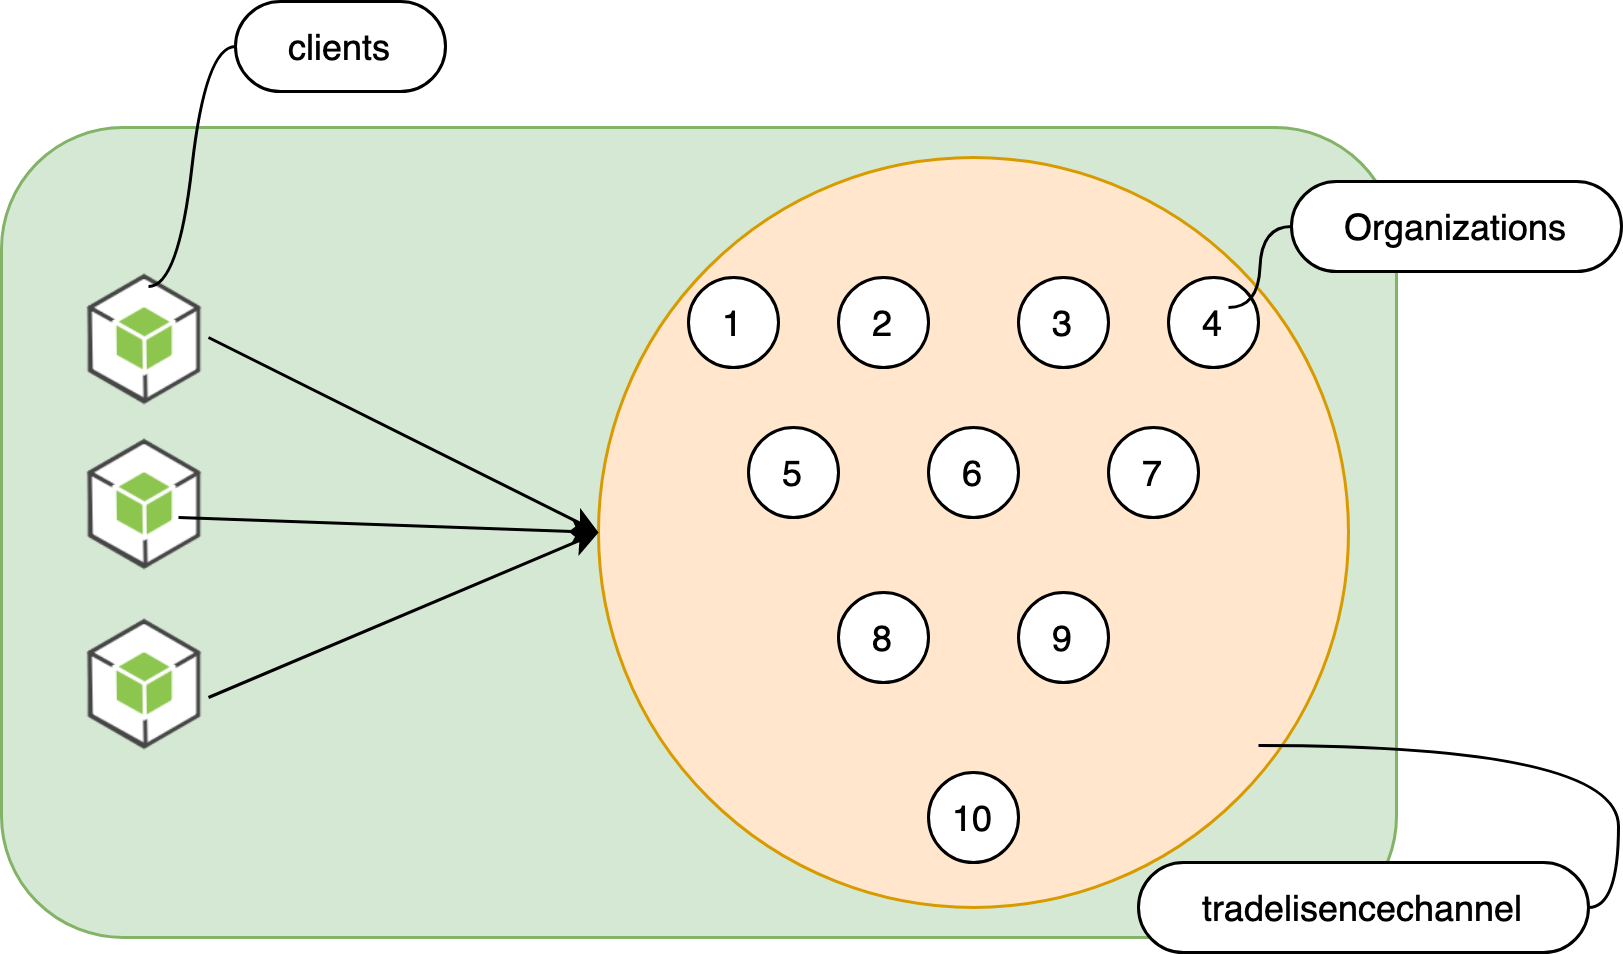 clients
Organizations
1 2 3 4
5 6 7
8 9
10
tradelisencechannel